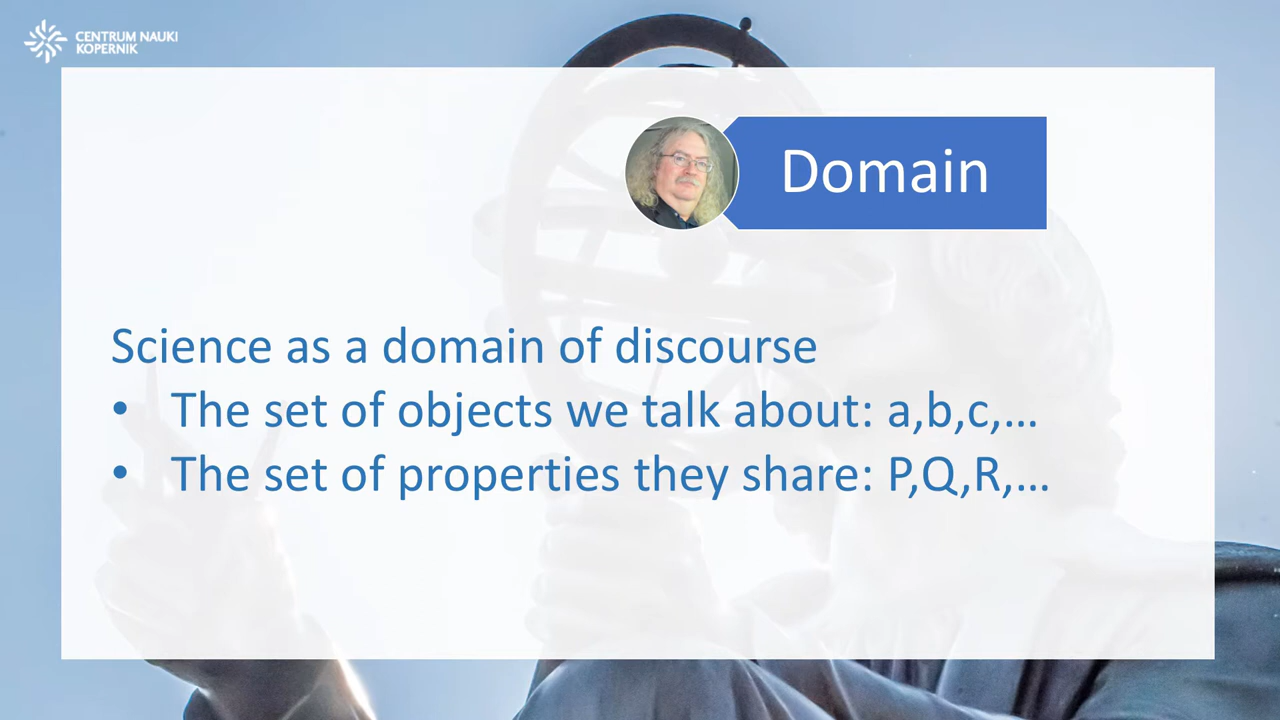 CENTRUM NAUKI
KOPERNIK
Domain
Science as a domain of discourse
• The set of objects we talk about: a,b,c,…
• The set of properties they share: P,Q,R,…